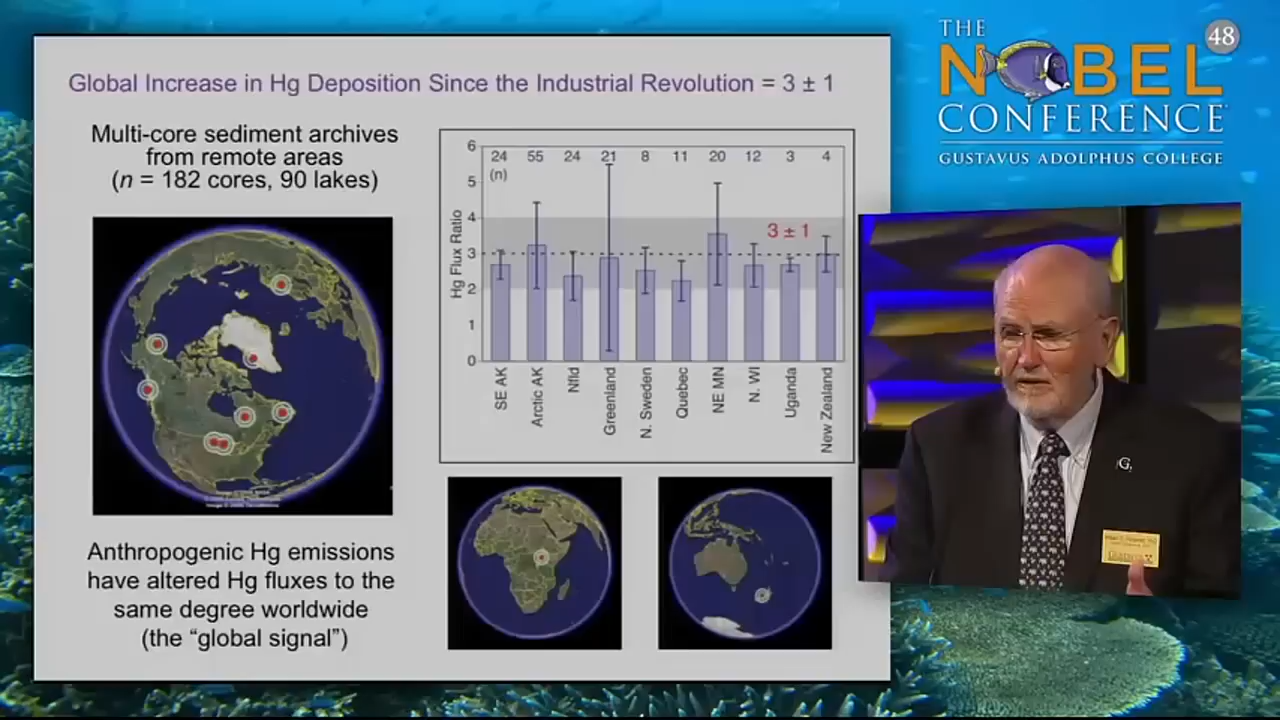 Global Increase in Hg Deposition Since the Industrial Revolution = 3 ± 1
Multi-core sediment archives
from remote areas
(n = 182 cores, 90 lakes)
6
5
4
3
2
1
0
Hg Flux Ratio
24 55 24 21 8 11 20 12 3 4
(n)
3 ± 1
SE AK
Arctic AK
Nfld
Greenland
N. Sweden
Quebec
NE MN
N. WI
Uganda
New Zealand
Anthropogenic Hg emissions
have altered Hg fluxes to the
same degree worldwide
(the “global signal”)
THE
NOBEL
CONFERENCE
GUSTAVUS ADOLPHUS COLLEGE
48
G,